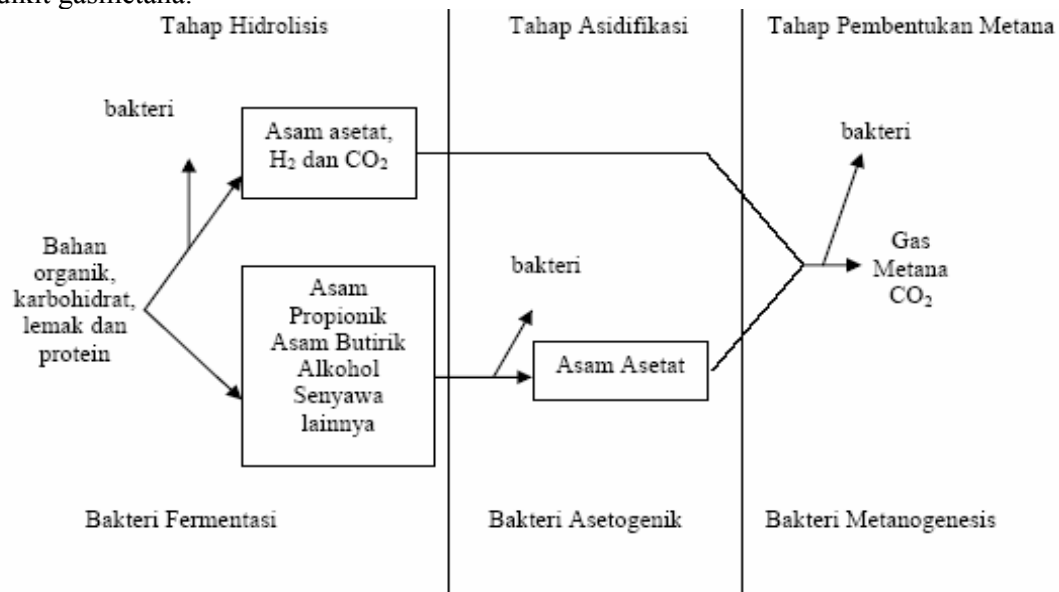 gasmetana.
Tahap Hidrolisis
Tahap Asidifikasi
Tahap Pembentukan Metana
bakteri
Asam asetat,
H₂ dan CO₂
bakteri
Bahan
organik,
karbohidrat,
lemak dan
protein
Asam
Propionik
Asam Butirik
Alkohol
Senyawa
lainnya
bakteri
Asam Asetat
Gas
Metana
CO₂
Bakteri Fermentasi
Bakteri Asetogenik
Bakteri Metanogenesis